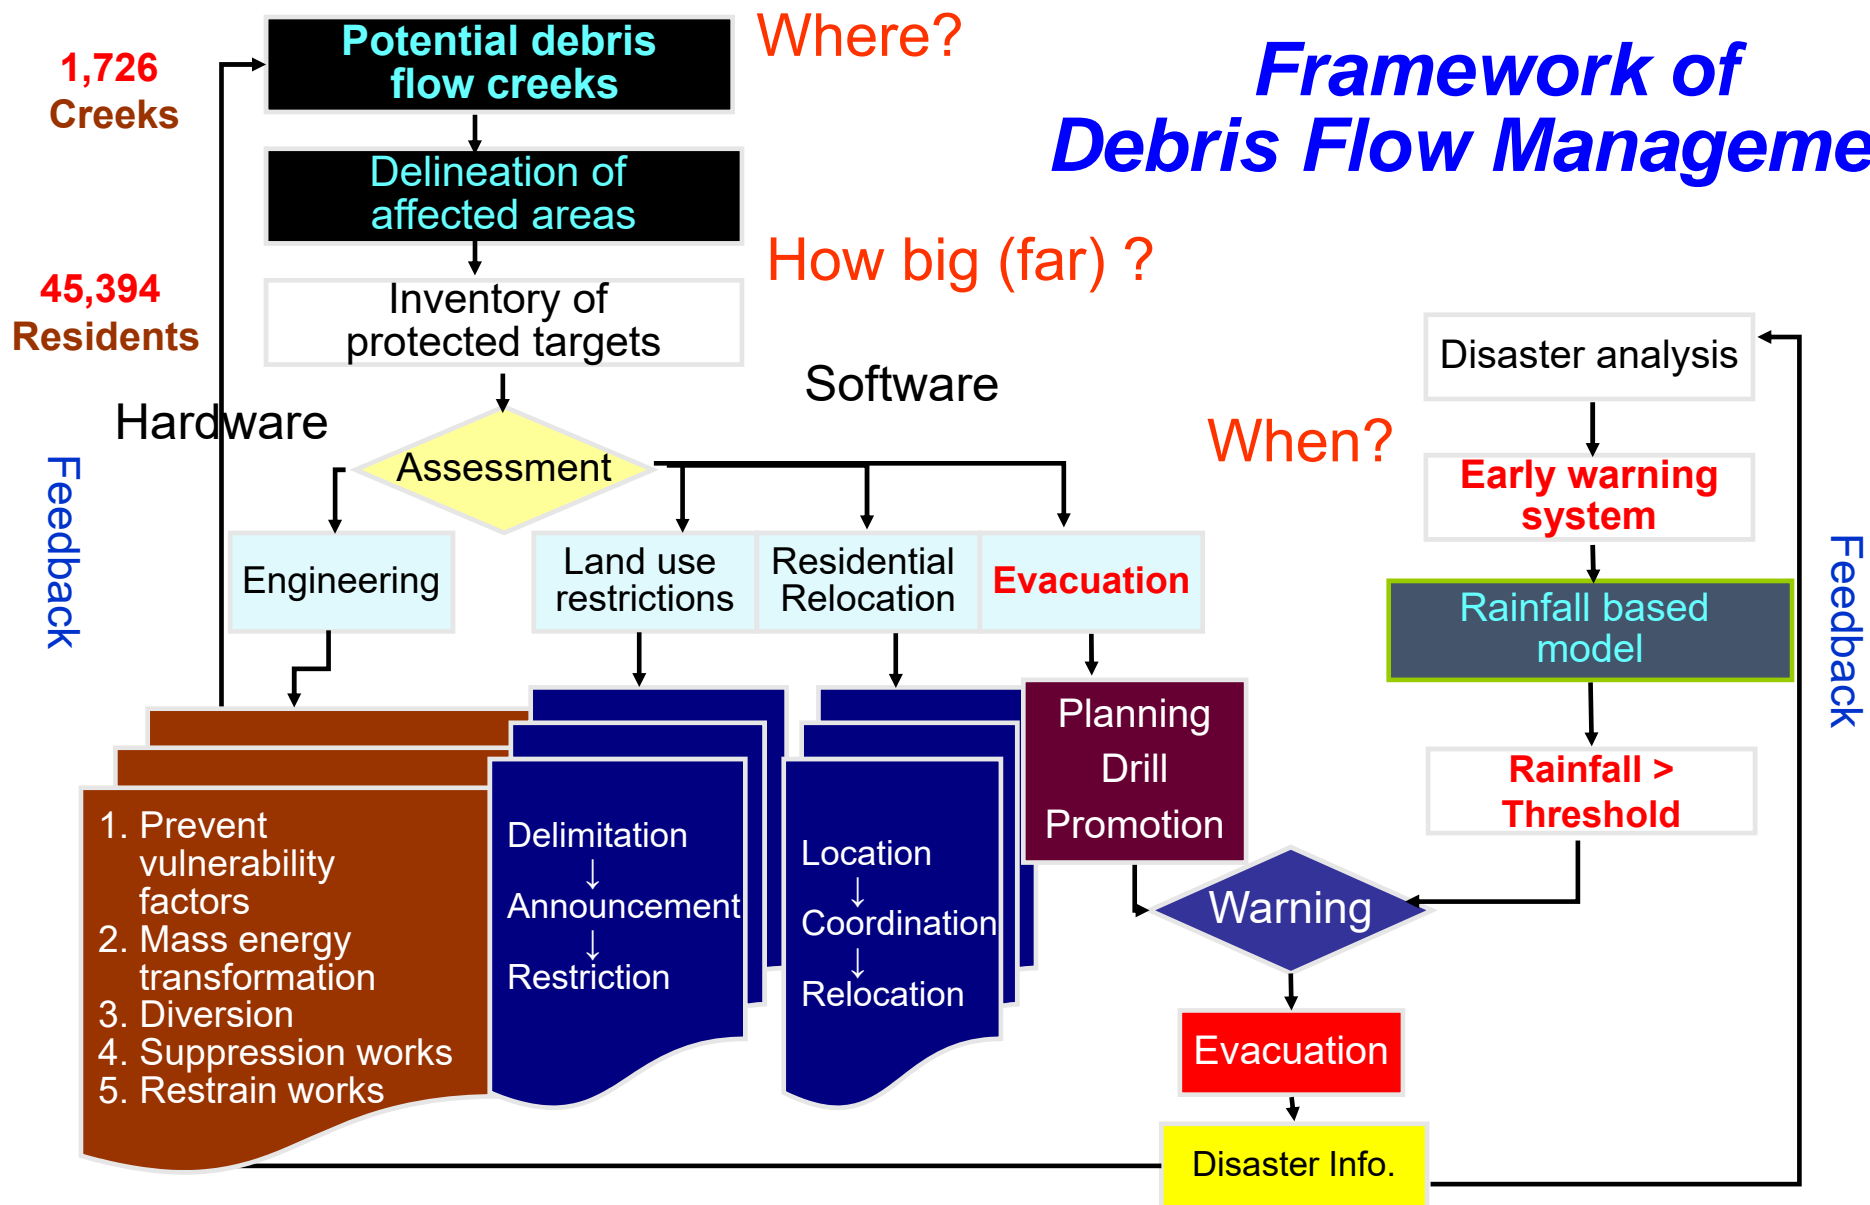 Potential debris
flow creeks
Where?
Framework of
Debris Flow Manageme
1,726
Creeks
Delineation of
affected areas
How big (far) ?
45,394
Residents
Inventory of
protected targets
Hardware
Software
When?
Disaster analysis
Assessment
Early warning
system
Feedback
Feedback
Engineering
Land use
restrictions
Residential
Relocation
Evacuation
Rainfall based
model
Rainfall >
Threshold
1. Prevent
vulnerability
factors
2. Mass energy
transformation
3. Diversion
4. Suppression works
5. Restrain works
Delimitation
↓
Announcement
↓
Restriction
Location
↓
Coordination
↓
Relocation
Planning
Drill
Promotion
Warning
Evacuation
Disaster Info.